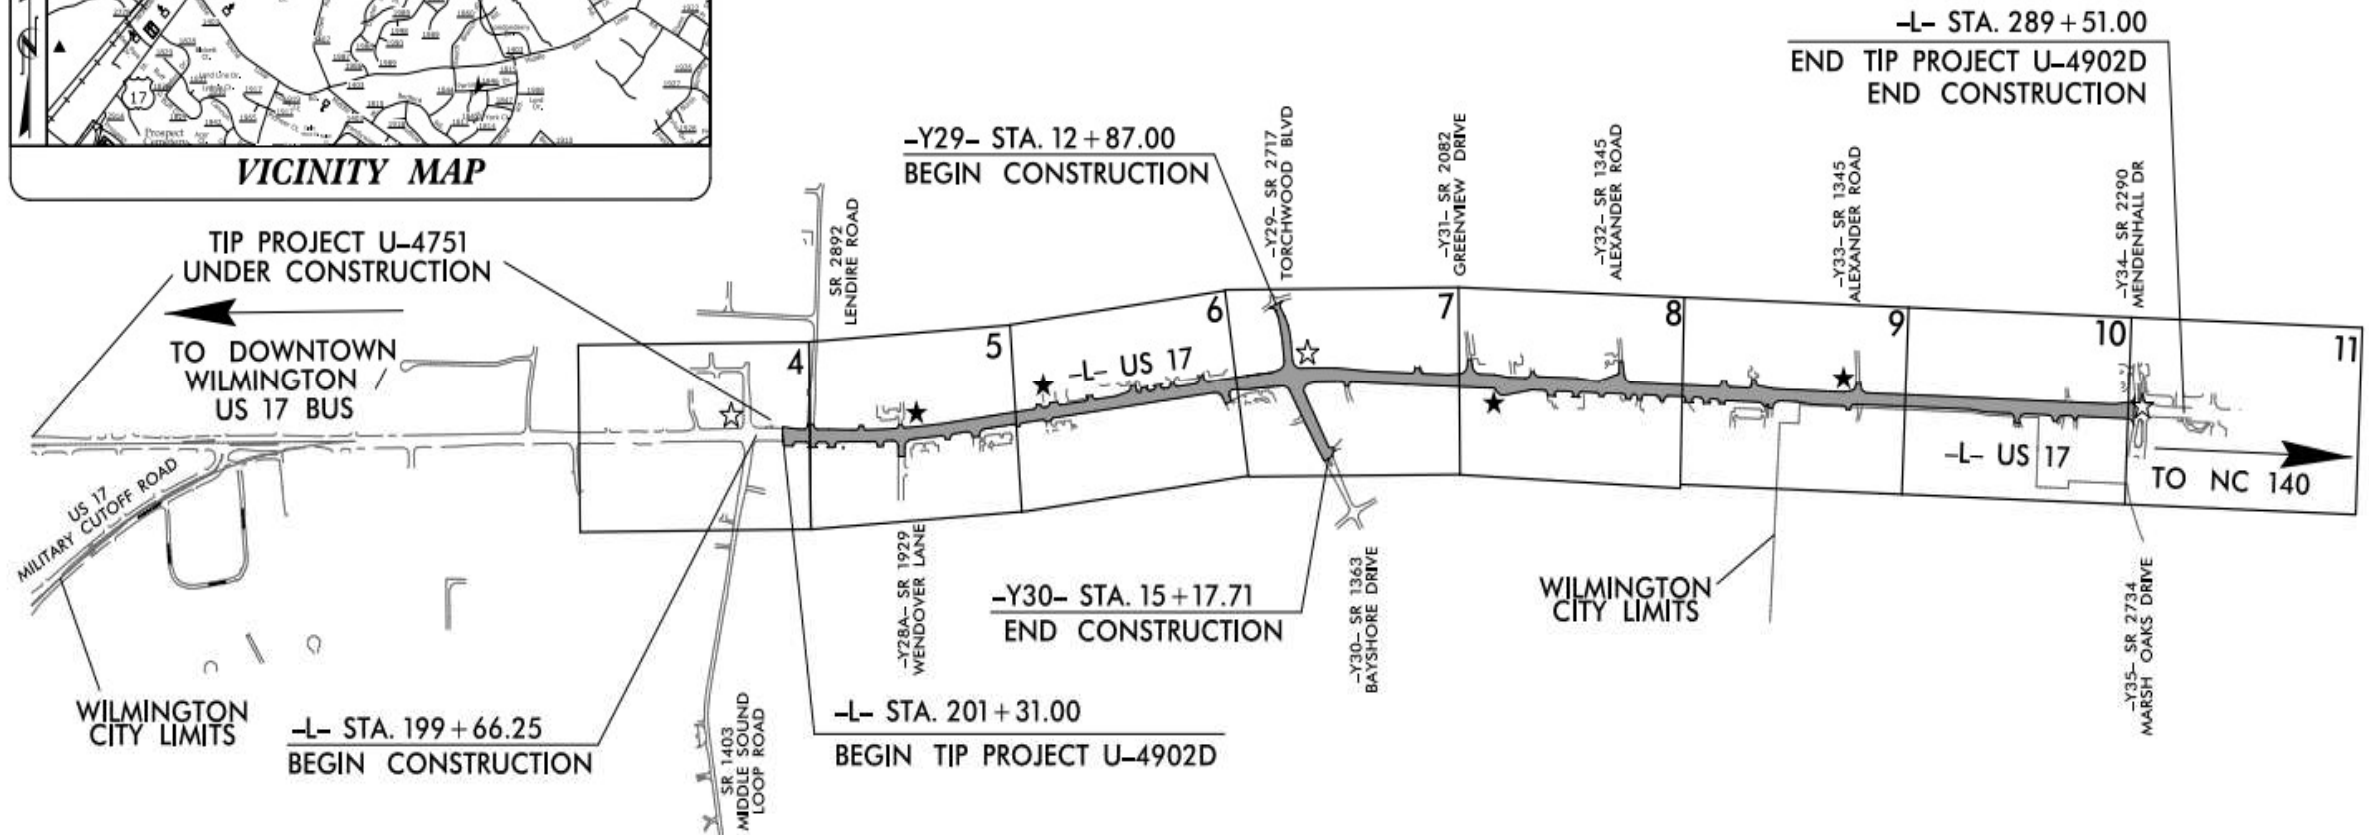 17
Prospect
VICINITY MAP
-L- STA. 289+51.00
END TIP PROJECT U-4902D
END CONSTRUCTION
-Y29- STA. 12+87.00
BEGIN CONSTRUCTION
-Y29- SR 2717
TORCHWOOD BLVD
-Y31- SR 2082
GREENVIEW DRIVE
-Y32- SR 1345
ALEXANDER ROAD
-Y33- SR 1345
ALEXANDER ROAD
-Y34- SR 2290
MENDENHALL DR
TIP PROJECT U-4751
UNDER CONSTRUCTION
SR 2892
LENDIRE ROAD
TO DOWNTOWN
WILMINGTON /
US 17 BUS
4
5
6
7
8
9
10
11
-L- US 17
-L- US 17
TO NC 140
US 17
MILITARY CUTOFF ROAD
WILMINGTON
CITY LIMITS
-L- STA. 199+66.25
BEGIN CONSTRUCTION
SR 1403
MIDDLE SOUND
LOOP ROAD
-L- STA. 201+31.00
BEGIN TIP PROJECT U-4902D
-Y28A- SR 1929
WENDOVER LANE
-Y30- STA. 15+17.71
END CONSTRUCTION
-Y30- SR 1363
BAYSHORE DRIVE
WILMINGTON
CITY LIMITS
-Y35- SR 2734
MARSH OAKS DRIVE